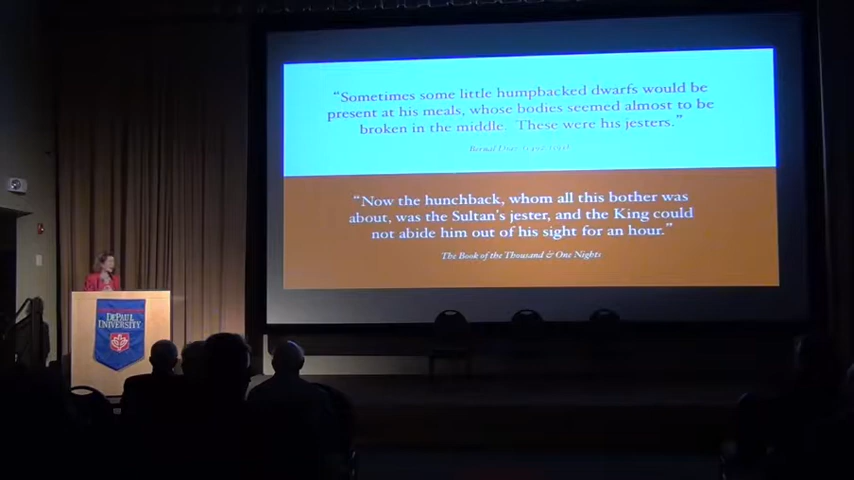 “Sometimes some little humpbacked dwarfs would be
present at his meals, whose bodies seemed almost to be
broken in the middle.  These were his jesters.”
Bernal Díaz
“Now the hunchback, whom all this bother was
about, was the Sultan’s jester, and the King could
not abide him out of his sight for an hour.”
The Book of the Thousand & One Nights
DEPAUL
UNIVERSITY